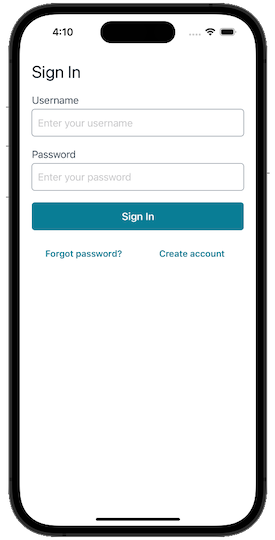 4:10
Sign In
Username
Enter your username
Password
Enter your password
Sign In
Forgot password? Create account